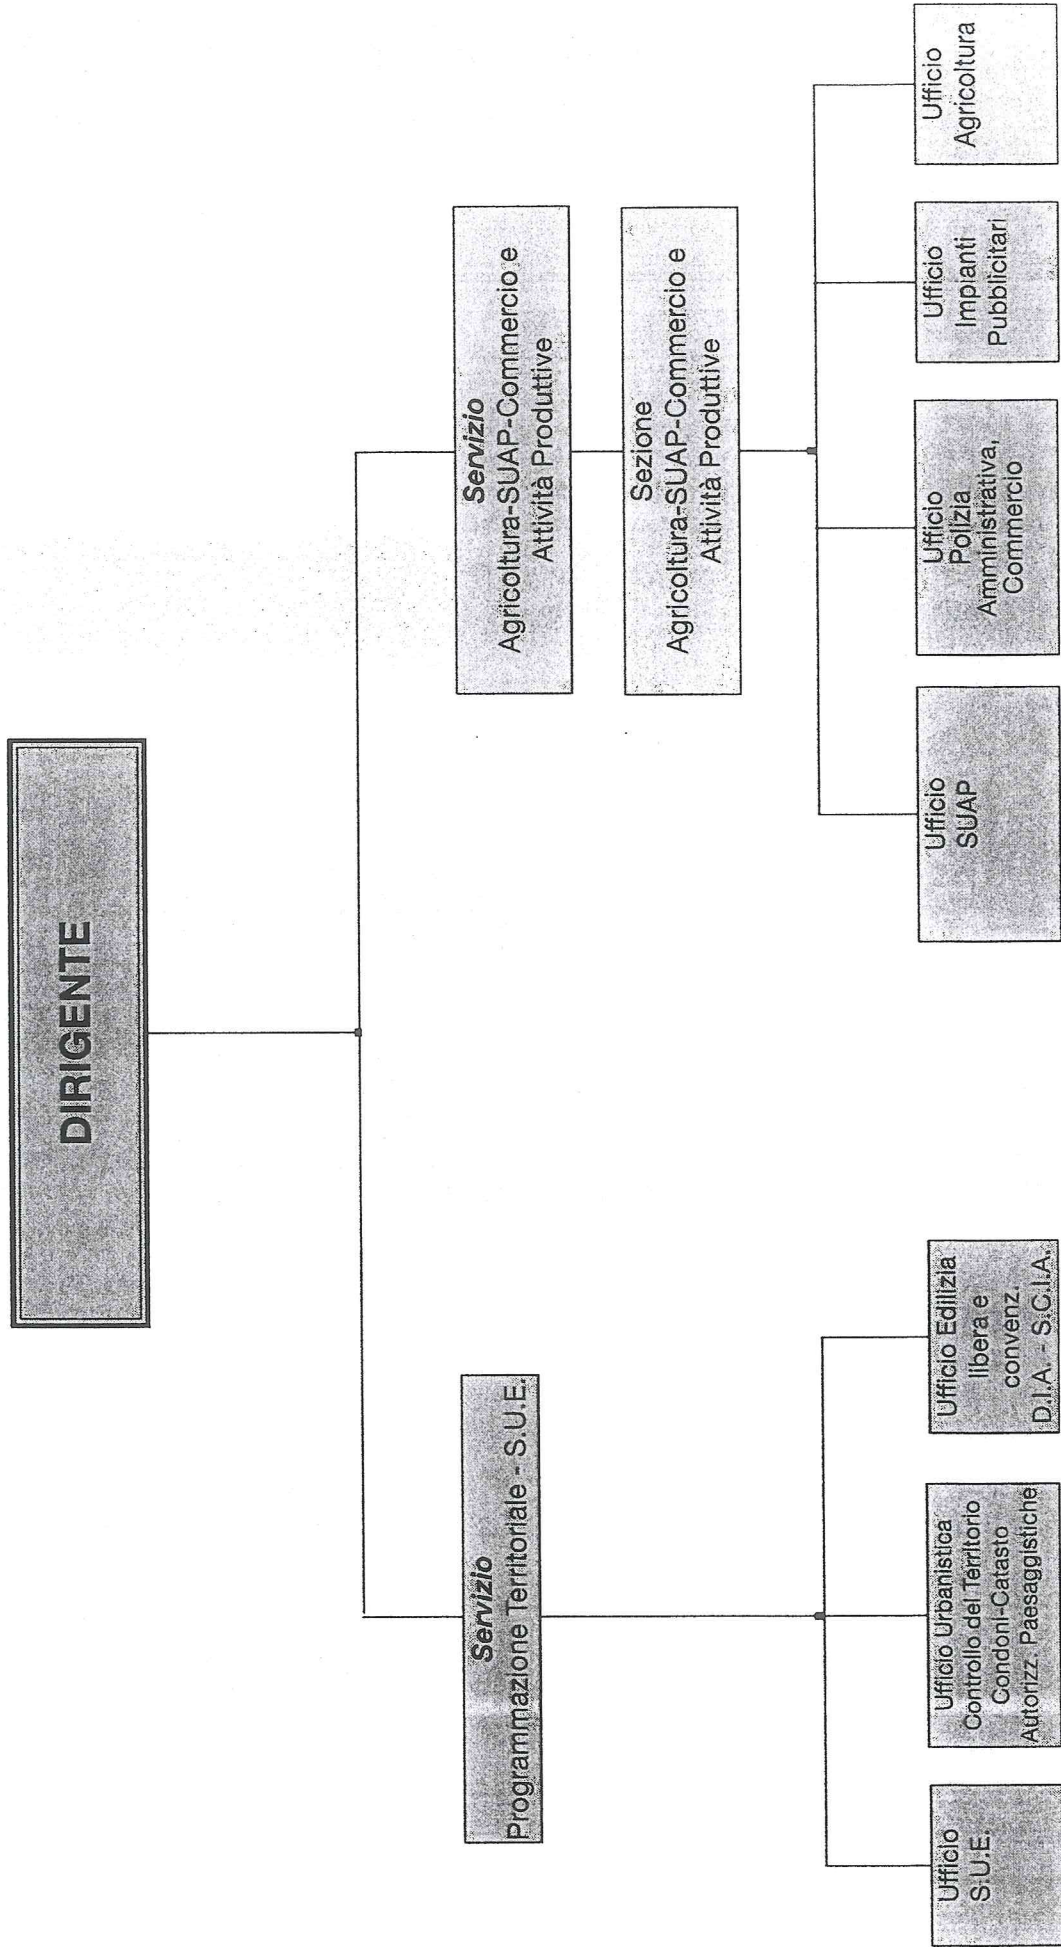 DIRIGENTE
Servizio
Programmazione Territoriale - S.U.E.
Servizio
Agricoltura-SUAP-Commercio e
Attività Produttive
Sezione
Agricoltura-SUAP-Commercio e
Attività Produttive
Ufficio
S.U.E.
Ufficio Urbanistica
Controllo del Territorio
Condoni-Catasto
Autorizz. Paesaggistiche
Ufficio Edilizia
libera e
convenz.
D.I.A. - S.C.I.A.
Ufficio
SUAP
Ufficio
Polizia
Amministrativa,
Commercio
Ufficio
Impianti
Pubblicitari
Ufficio
Agricoltura